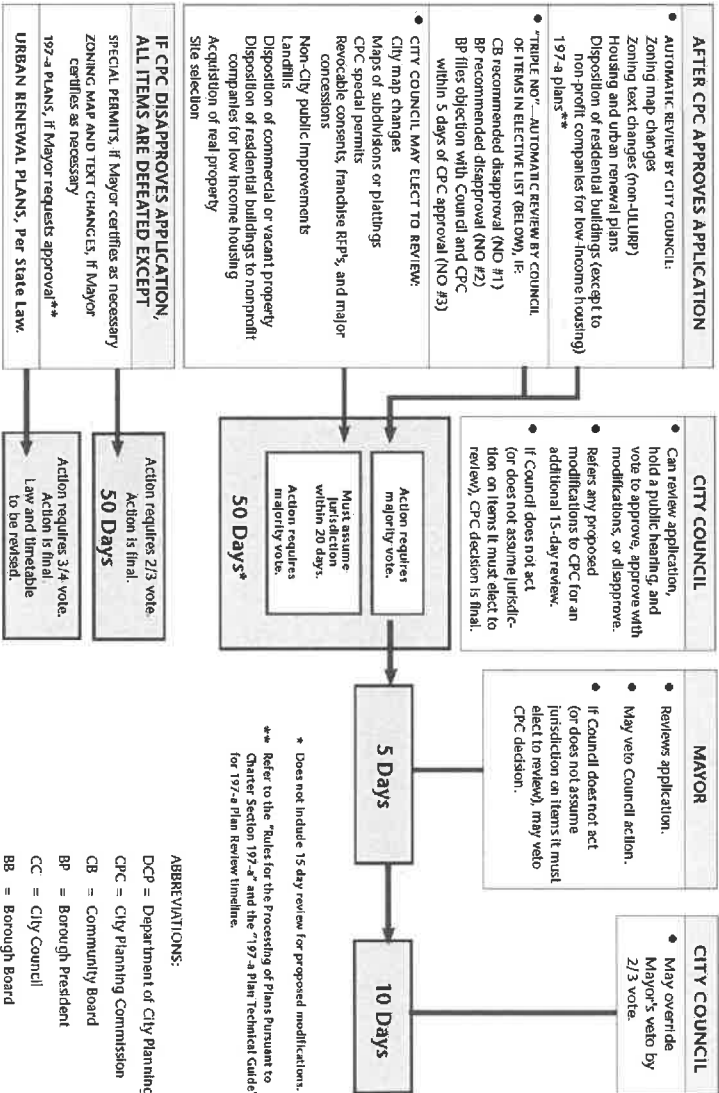 AFTER CPC APPROVES APPLICATION
• AUTOMATIC REVIEW BY CITY COUNCIL:
Zoning map changes
Zoning text changes (non-ULURP)
Housing and urban renewal plans
Disposition of residential buildings (except to
non-profit companies for low-income housing)
197-a plans**
• "TRIPLE NO"—AUTOMATIC REVIEW BY COUNCIL
OF ITEMS IN ELECTIVE LIST (BELOW), IF:
CB recommended disapproval (NO #1)
BP recommended disapproval (NO #2)
BP files objection with Council and CPC
within 5 days of CPC approval (NO #3)
• CITY COUNCIL MAY ELECT TO REVIEW:
City map changes
Maps of subdivisions or plattings
CPC special permits
Revocable consents, franchise RFP's, and major
concessions
Non-City public improvements
Landfills
Disposition of commercial or vacant property
Disposition of residential buildings to nonprofit
companies for low income housing
Acquisition of real property
Site selection
IF CPC DISAPPROVES APPLICATION,
ALL ITEMS ARE DEFEATED EXCEPT
SPECIAL PERMITS, if Mayor certifies as necessary
ZONING MAP AND TEXT CHANGES, if Mayor
certifies as necessary
197-a PLANS, if Mayor requests approval**
URBAN RENEWAL PLANS, Per State Law.
CITY COUNCIL
• Can review application,
hold a public hearing, and
vote to approve, approve with
modifications, or disapprove.
• Refers any proposed
modifications to CPC for an
additional 15-day review.
• If Council does not act
(or does not assume jurisdic-
tion on items it must elect to
review), CPC decision is final.
Action requires
majority vote.
Must assume
jurisdiction
within 20 days.
Action requires
majority vote.
50 Days*
Action requires 2/3 vote.
Action is final.
50 Days
Action requires 3/4 vote.
Action is final.
Law and timetable
to be revised.
MAYOR
• Reviews application.
• May veto Council action.
• If Council does not act
(or does not assume
jurisdiction on items it must
elect to review), may veto
CPC decision.
5 Days
CITY COUNCIL
• May override
Mayor's veto by
2/3 vote.
10 Days
* Does not include 15 day review for proposed modifications.
** Refer to the "Rules for the Processing of Plans Pursuant to
Charter Section 197-a" and the "197-a Plan Technical Guide"
for 197-a Plan Review timeline.
ABBREVIATIONS:
DCP = Department of City Planning
CPC = City Planning Commission
CB = Community Board
BP = Borough President
CC = City Council
BB = Borough Board